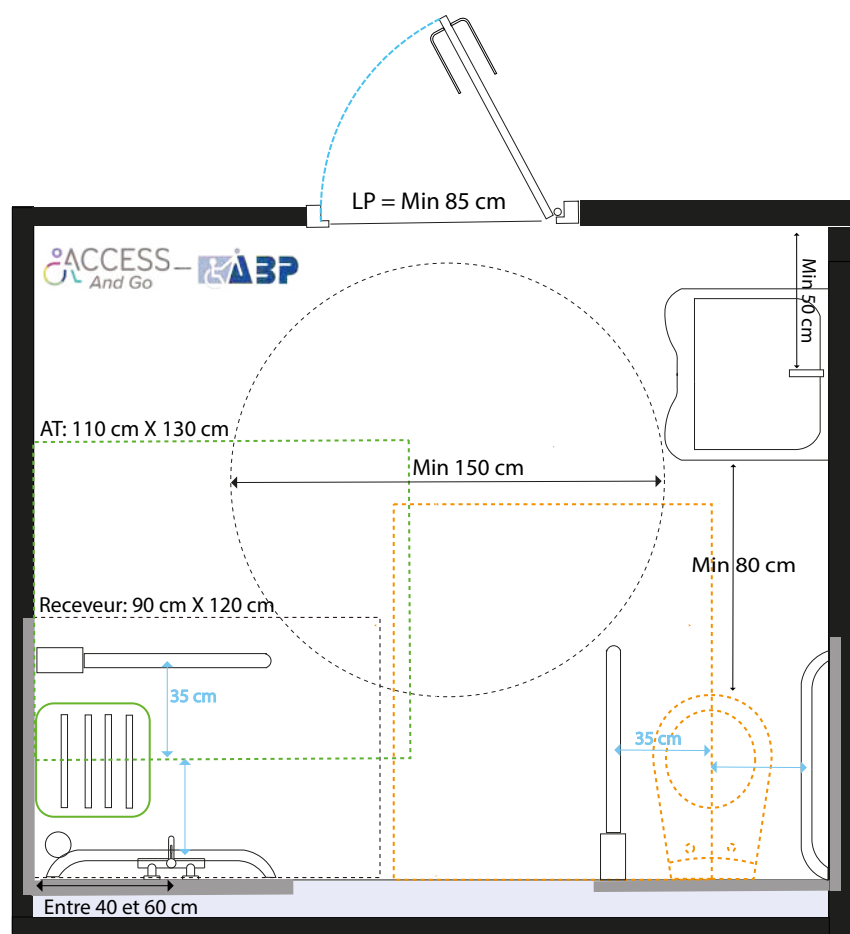 LP = Min 85 cm
ACCESS
And Go
ABP
Min 50 cm
AT: 110 cm X 130 cm
Min 150 cm
Min 80 cm
Receveur: 90 cm X 120 cm
35 cm
35 cm
Entre 40 et 60 cm